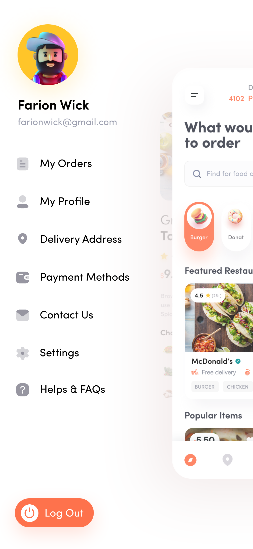 Farion Wick
farionwick@gmail.com
My Orders
My Profile
Delivery Address
Payment Methods
Contact Us
Settings
Helps & FAQs
Log Out
4102
What wou
to order
Find for food
Burger
Donat
Featured Restau
4.5
McDonald's
Free delivery
BURGER
CHICKEN
Popular Items
5.50